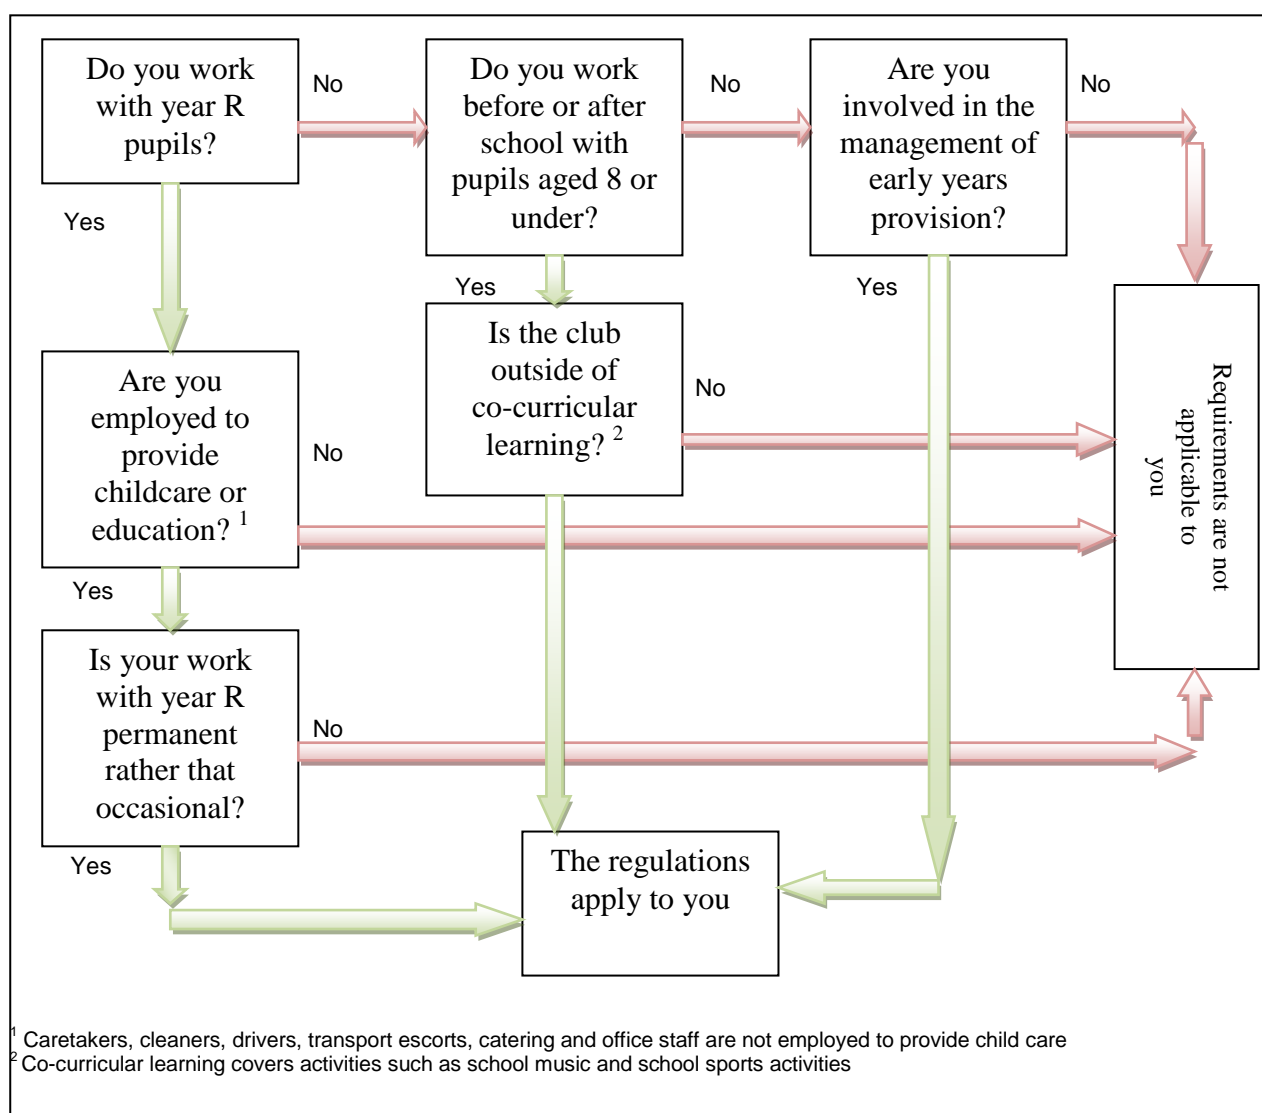 Do you work
with year R
pupils?
No
Do you work
before or after
school with
pupils aged 8 or
under?
No
Are you
involved in the
management of
early years
provision?
No
Yes
Yes
Yes
Is the club
outside of
co-curricular
learning? 2
No
Requirements are not
applicable to
you
Are you
employed to
provide
childcare or
education? 1
No
Yes
Is your work
with year R
permanent
rather that
occasional?
No
Yes
The regulations
apply to you
1 Caretakers, cleaners, drivers, transport escorts, catering and office staff are not employed to provide child care
2 Co-curricular learning covers activities such as school music and school sports activities